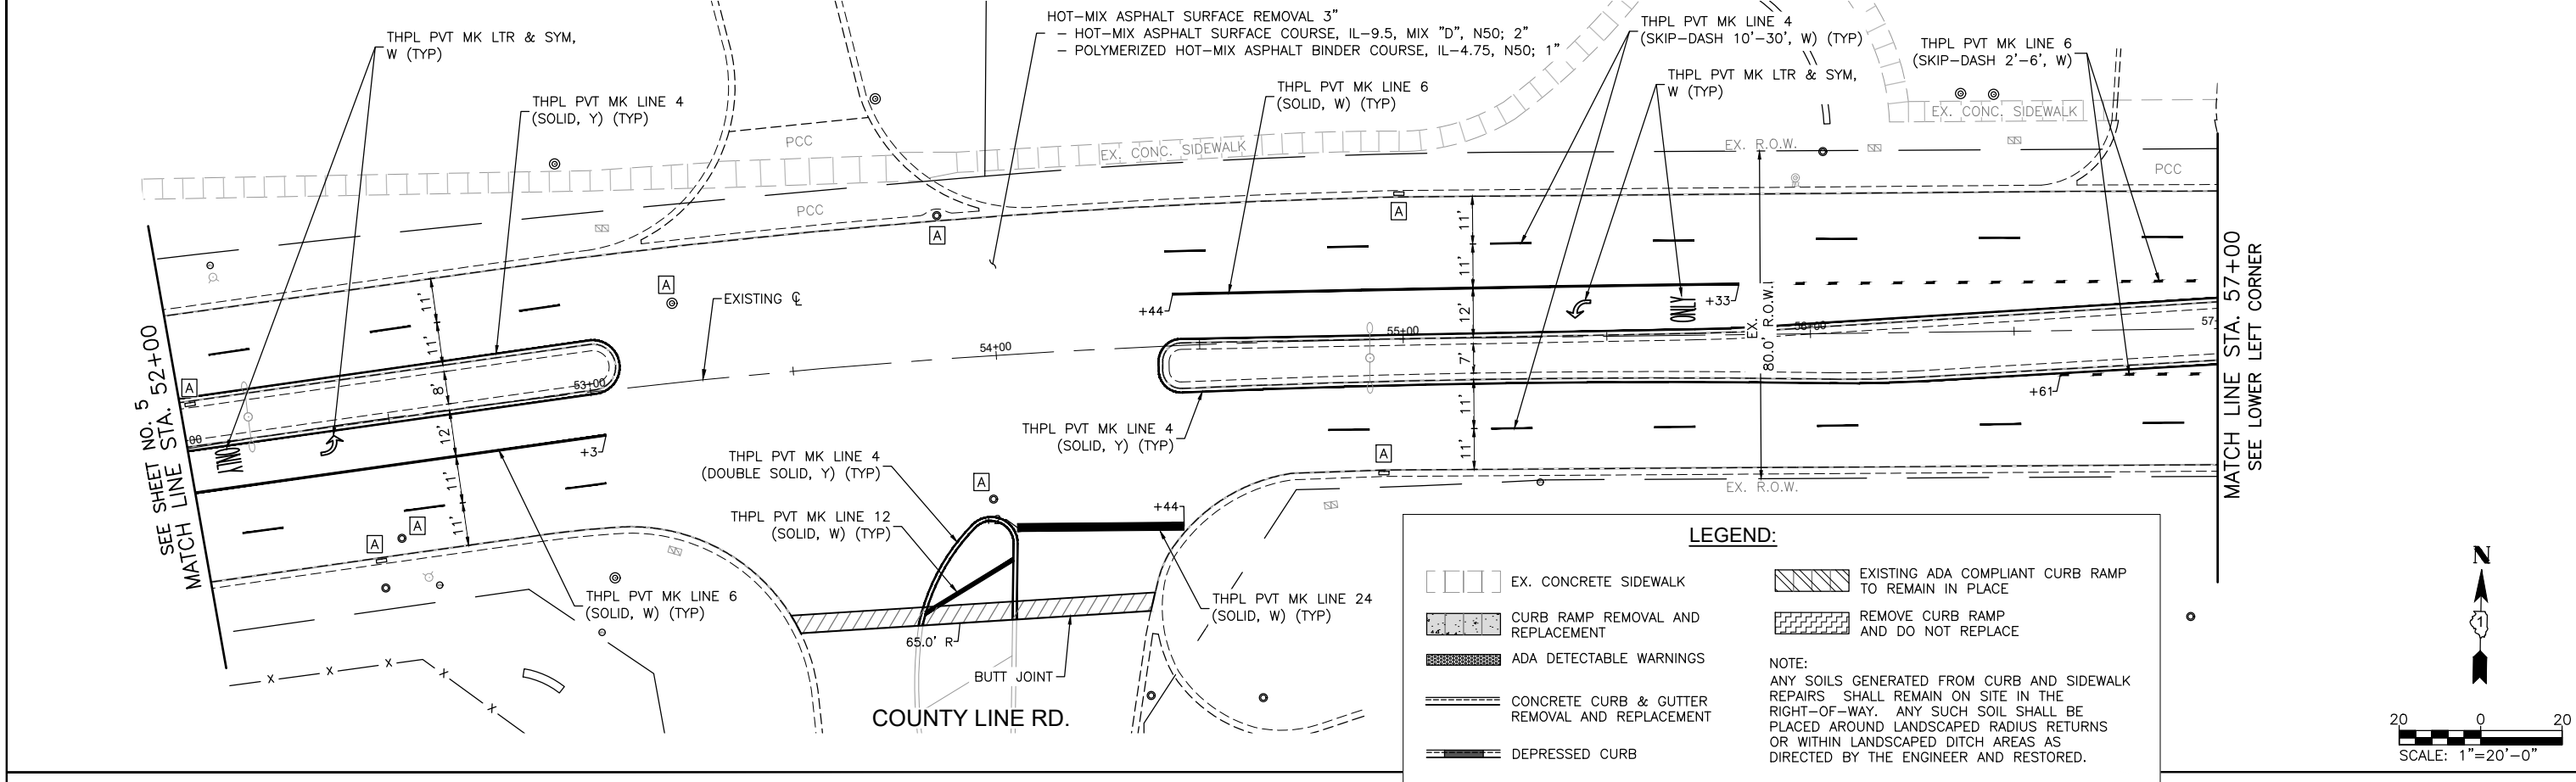 HOT-MIX ASPHALT SURFACE REMOVAL 3"
- HOT-MIX ASPHALT SURFACE COURSE, IL-9.5, MIX "D", N50; 2"
- POLYMERIZED HOT-MIX ASPHALT BINDER COURSE, IL-4.75, N50; 1"
THPL PVT MK LTR & SYM,
W (TYP)
THPL PVT MK LINE 4
(SOLID, Y) (TYP)
THPL PVT MK LINE 6
(SOLID, W) (TYP)
THPL PVT MK LINE 4
(SKIP-DASH 10'-30', W) (TYP)
THPL PVT MK LTR & SYM,
W (TYP)
THPL PVT MK LINE 6
(SKIP-DASH 2'-6', W)
PCC
PCC
EX. CONC. SIDEWALK
EX. R.O.W.
EX. CONC. SIDEWALK
PCC
A
A
A
A
EXISTING ℄
11'
11'
8'
12'
11'
11'
53+00
54+00
55+00
56+00
57+
00
+3
+44
+33
+61
11'
11'
12'
7'
11'
11'
EX.
80.0' R.O.W.
ONLY
ONLY
SEE SHEET NO. 5
MATCH LINE STA. 52+00
MATCH LINE STA. 57+00
SEE LOWER LEFT CORNER
THPL PVT MK LINE 4
(SOLID, Y) (TYP)
THPL PVT MK LINE 4
(DOUBLE SOLID, Y) (TYP)
THPL PVT MK LINE 12
(SOLID, W) (TYP)
A
A
A
A
+44
EX. R.O.W.
THPL PVT MK LINE 6
(SOLID, W) (TYP)
THPL PVT MK LINE 24
(SOLID, W) (TYP)
65.0' R
BUTT JOINT
COUNTY LINE RD.
X X X X X
LEGEND:
EX. CONCRETE SIDEWALK
CURB RAMP REMOVAL AND
REPLACEMENT
ADA DETECTABLE WARNINGS
CONCRETE CURB & GUTTER
REMOVAL AND REPLACEMENT
DEPRESSED CURB
EXISTING ADA COMPLIANT CURB RAMP
TO REMAIN IN PLACE
REMOVE CURB RAMP
AND DO NOT REPLACE
NOTE:
ANY SOILS GENERATED FROM CURB AND SIDEWALK
REPAIRS SHALL REMAIN ON SITE IN THE
RIGHT-OF-WAY. ANY SUCH SOIL SHALL BE
PLACED AROUND LANDSCAPED RADIUS RETURNS
OR WITHIN LANDSCAPED DITCH AREAS AS
DIRECTED BY THE ENGINEER AND RESTORED.
N
1
20 0 20
SCALE: 1"=20'-0"